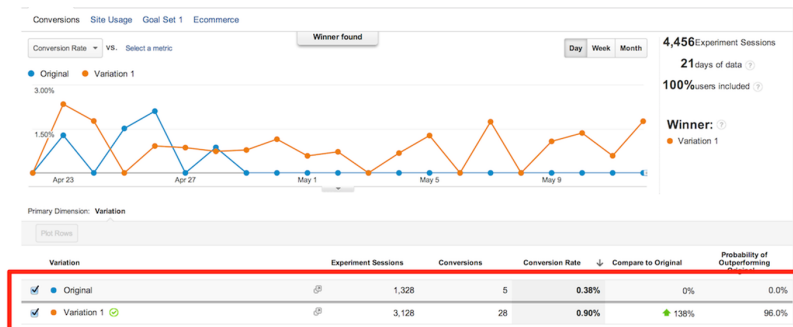 Conversions Site Usage Goal Set 1 Ecommerce
Winner found
Conversion Rate vs. Select a metric
Day Week Month
Original Variation 1
3.00%
1.50%
Apr 23 Apr 27 May 1 May 5 May 9
4,456 Experiment Sessions
21 days of data ?
100% users included ?
Winner: ?
Variation 1
Primary Dimension: Variation
Plot Rows
Variation Experiment Sessions Conversions Conversion Rate Compare to Original Probability of Outperforming Original
Original 1,328 5 0.38% 0% 0.0%
Variation 1 3,128 28 0.90% 138% 96.0%